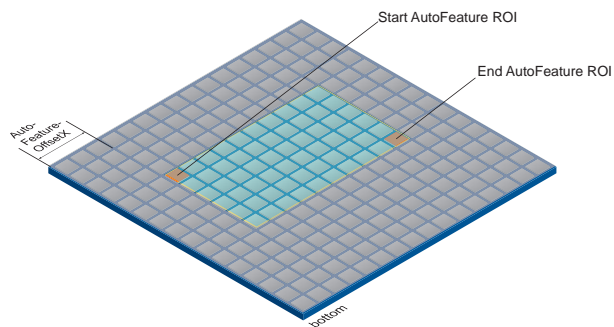 Start AutoFeature ROI
End AutoFeature ROI
Auto-
Feature-
OffsetX
bottom